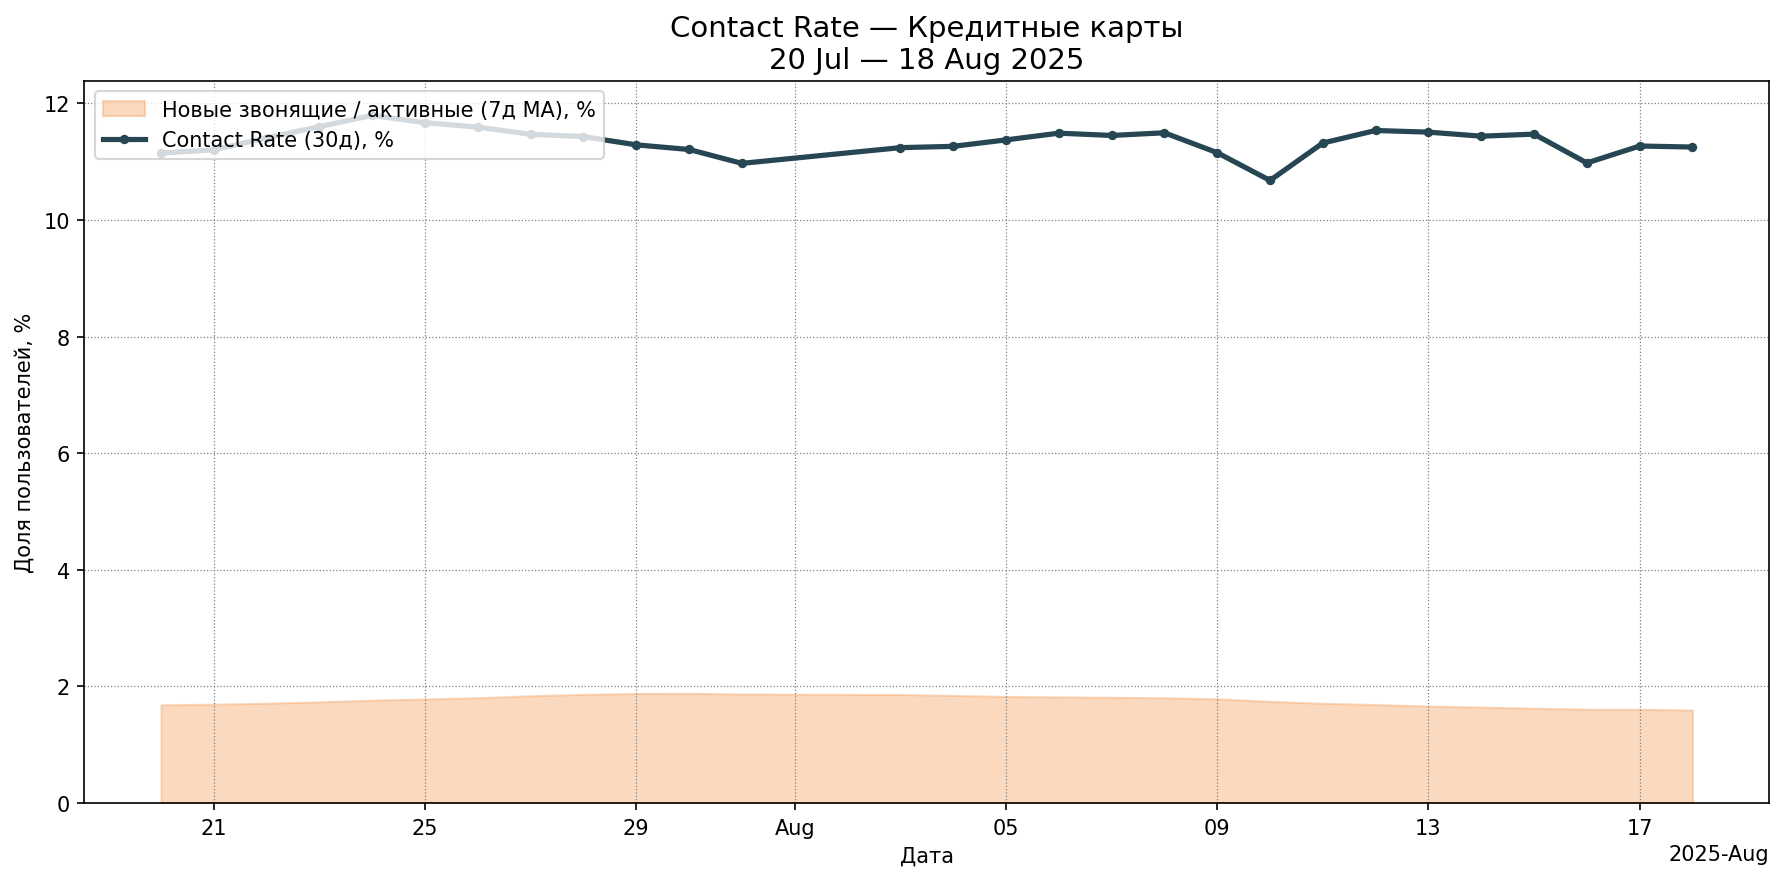 Contact Rate — Кредитные карты
20 Jul — 18 Aug 2025
Новые звонящие / активные (7д MA), %
Contact Rate (30д), %
Доля пользователей, %
12
10
8
6
4
2
0
21 25 29 Aug 05 09 13 17
Дата
2025-Aug